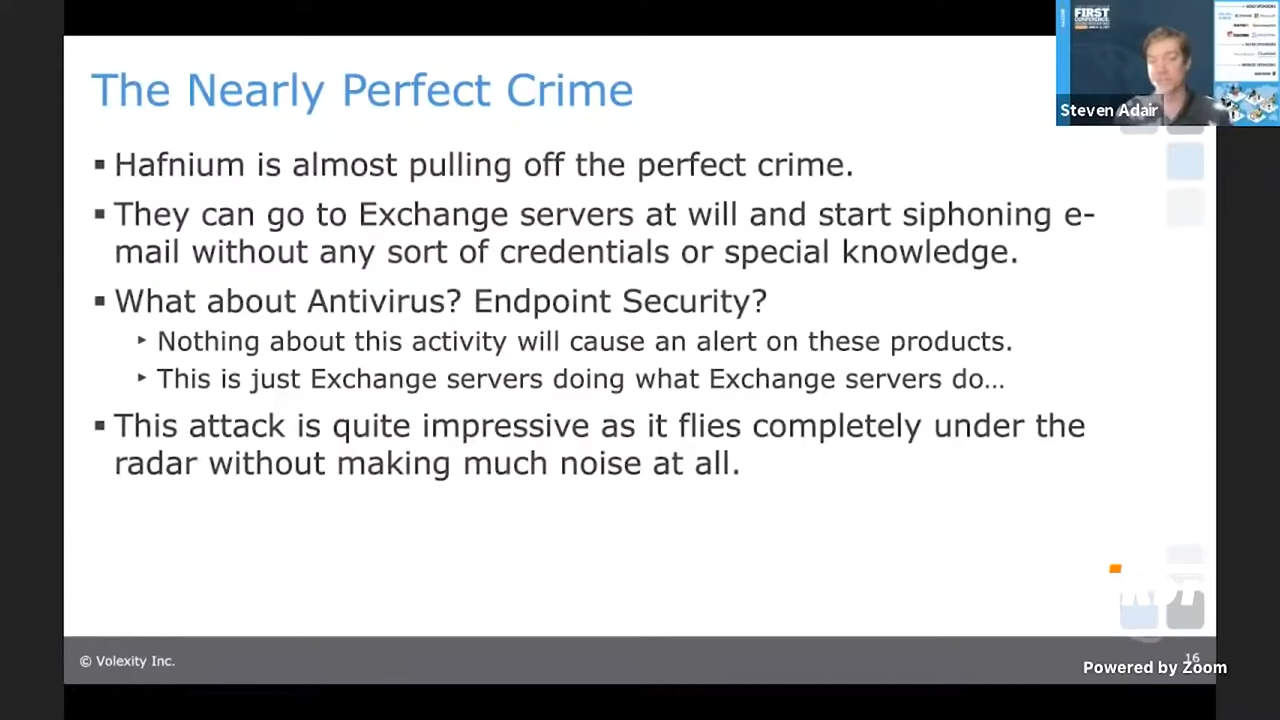 The Nearly Perfect Crime
FIRST
CONFERENCE
Steven Adair
▪ Hafnium is almost pulling off the perfect crime.
▪ They can go to Exchange servers at will and start siphoning e-
mail without any sort of credentials or special knowledge.
▪ What about Antivirus? Endpoint Security?
▸ Nothing about this activity will cause an alert on these products.
▸ This is just Exchange servers doing what Exchange servers do…
▪ This attack is quite impressive as it flies completely under the
radar without making much noise at all.
© Volexity Inc.
16
Powered by Zoom